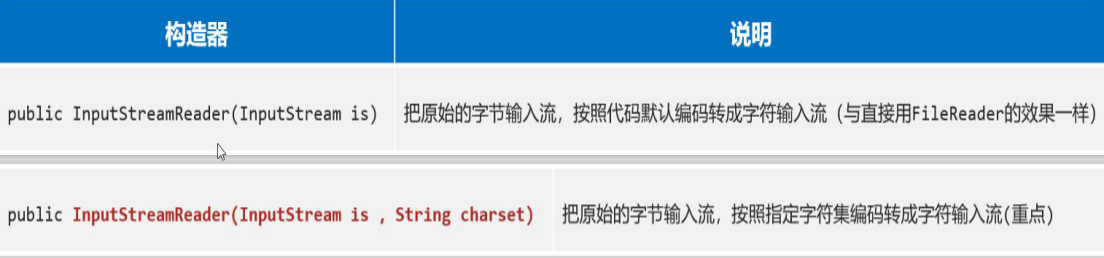 构造器 说明
public InputStreamReader(InputStream is) 把原始的字节输入流，按照代码默认编码转成字符输入流（与直接用FileReader的效果一样）
public InputStreamReader(InputStream is , String charset) 把原始的字节输入流，按照指定字符集编码转成字符输入流(重点)